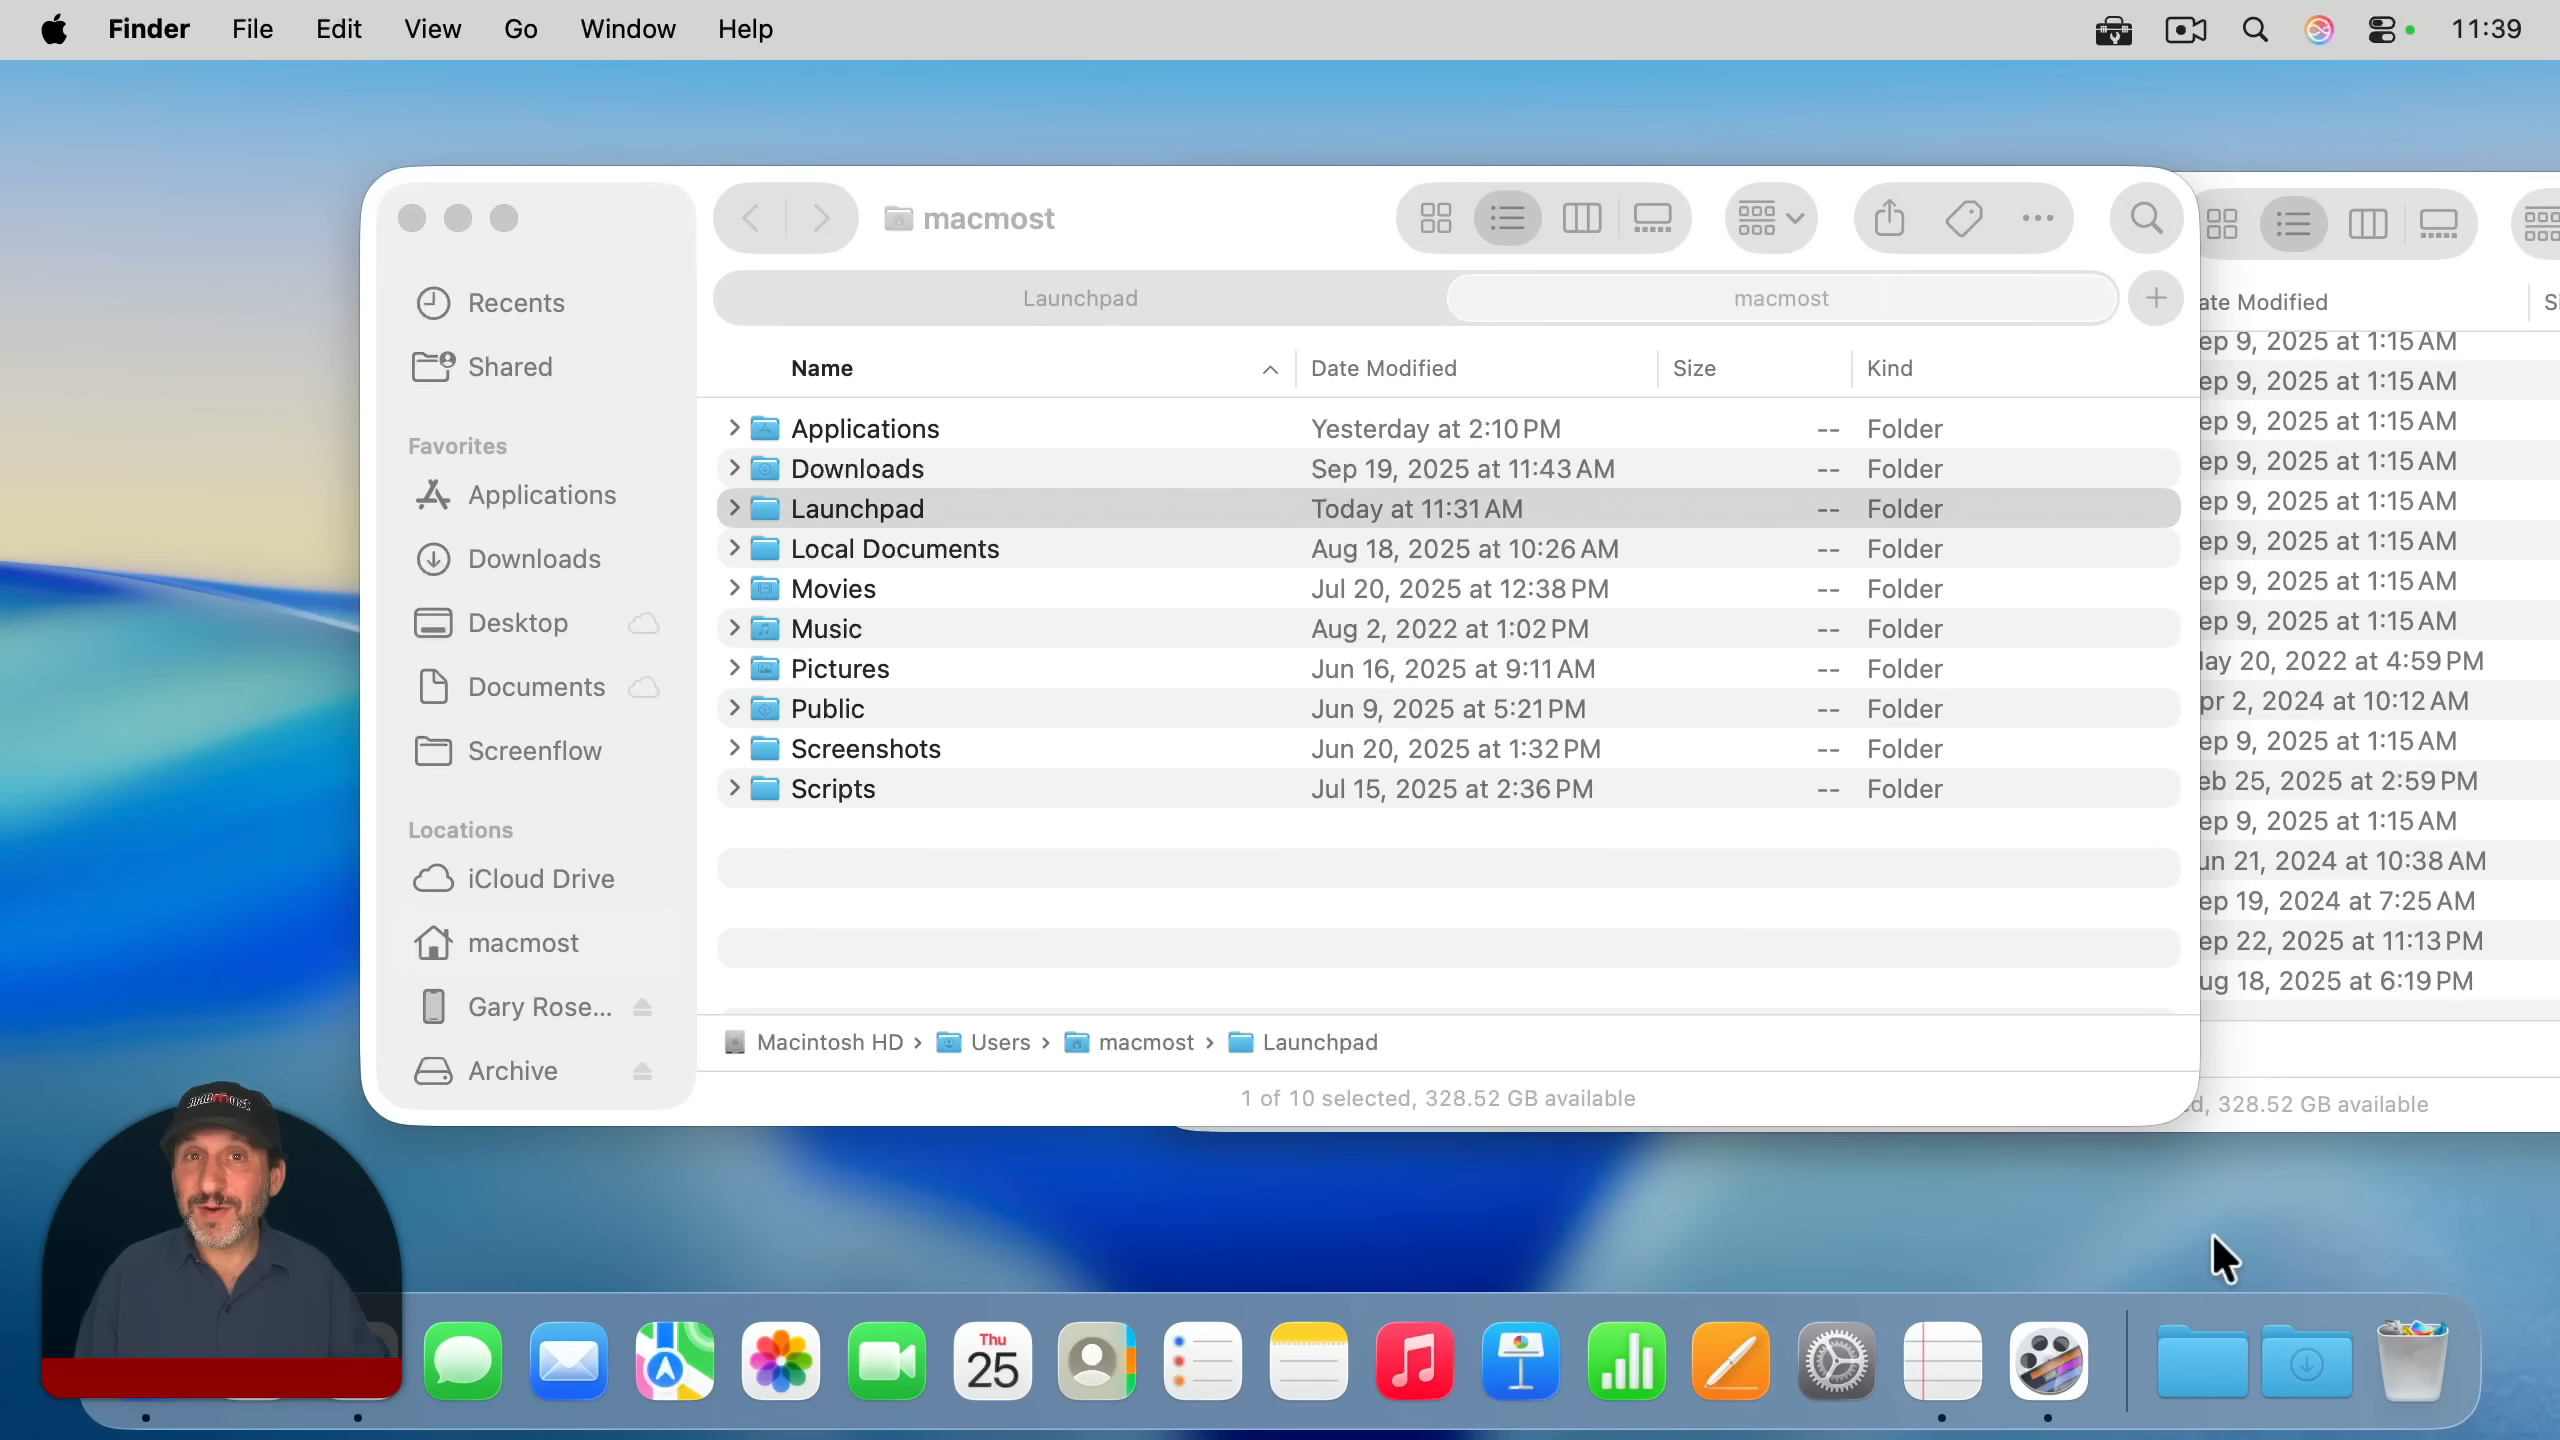 Finder File Edit View Go Window Help 11:39
macmost
Launchpad macmost
Recents
Shared
Favorites
Applications
Downloads
Desktop
Documents
Screenflow
Locations
iCloud Drive
macmost
Gary Rose...
Archive
Name Date Modified Size Kind
Applications Yesterday at 2:10 PM -- Folder
Downloads Sep 19, 2025 at 11:43 AM -- Folder
Launchpad Today at 11:31 AM -- Folder
Local Documents Aug 18, 2025 at 10:26 AM -- Folder
Movies Jul 20, 2025 at 12:38 PM -- Folder
Music Aug 2, 2022 at 1:02 PM -- Folder
Pictures Jun 16, 2025 at 9:11 AM -- Folder
Public Jun 9, 2025 at 5:21 PM -- Folder
Screenshots Jun 20, 2025 at 1:32 PM -- Folder
Scripts Jul 15, 2025 at 2:36 PM -- Folder
Macintosh HD › Users › macmost › Launchpad
1 of 10 selected, 328.52 GB available
ate Modified
ep 9, 2025 at 1:15 AM
ep 9, 2025 at 1:15 AM
ep 9, 2025 at 1:15 AM
ep 9, 2025 at 1:15 AM
ep 9, 2025 at 1:15 AM
ep 9, 2025 at 1:15 AM
ep 9, 2025 at 1:15 AM
ep 9, 2025 at 1:15 AM
ay 20, 2022 at 4:59 PM
pr 2, 2024 at 10:12 AM
ep 9, 2025 at 1:15 AM
eb 25, 2025 at 2:59 PM
ep 9, 2025 at 1:15 AM
un 21, 2024 at 10:38 AM
ep 19, 2024 at 7:25 AM
ep 22, 2025 at 11:13 PM
ug 18, 2025 at 6:19 PM
d, 328.52 GB available
macmost
Thu
25